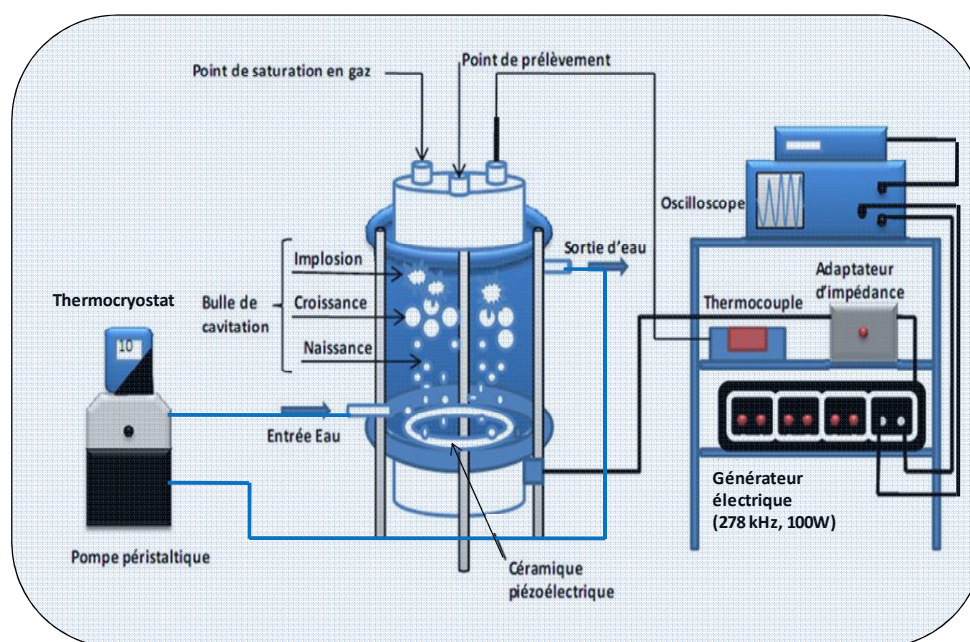 Point de prélèvement
Point de saturation en gaz
Oscilloscope
Sortie d'eau
Implosion
Adaptateur
d'impédance
Thermocryostat
Bulle de
cavitation
Croissance
Thermocouple
Naissance
10
Entrée Eau
Générateur
électrique
(278 kHz, 100W)
Pompe péristaltique
Céramique
piézoélectrique